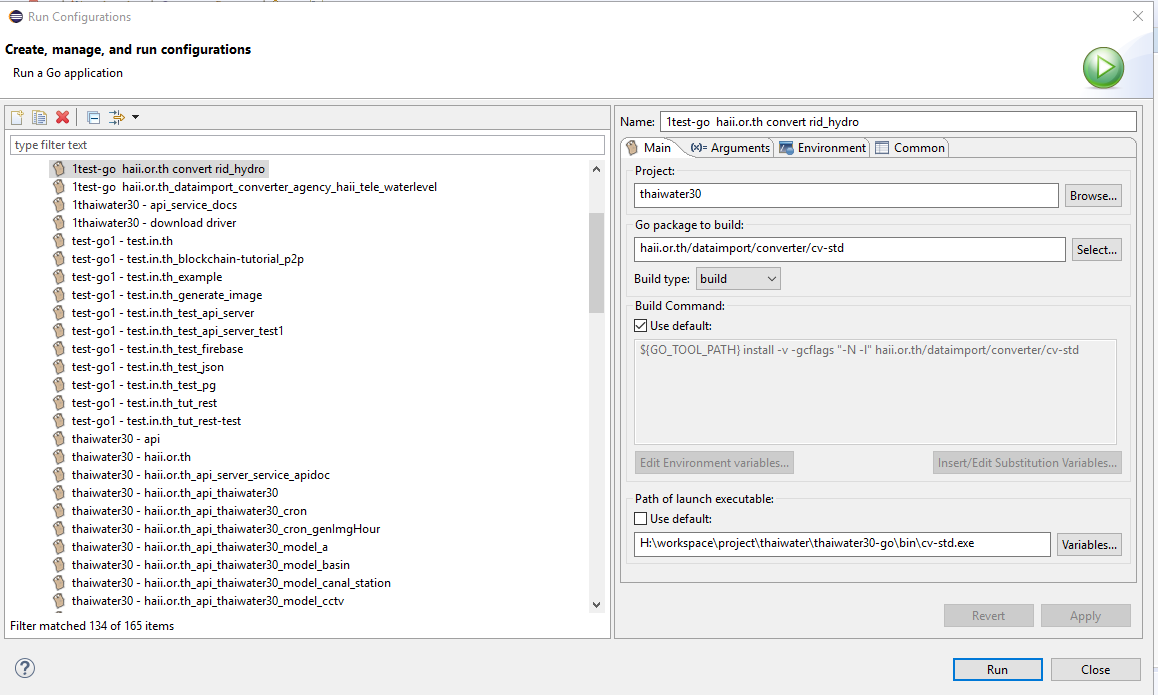 Run Configurations
Create, manage, and run configurations
Run a Go application
type filter text
1test-go  haii.or.th convert rid_hydro
1test-go  haii.or.th_dataimport_converter_agency_haii_tele_waterlevel
1thaiwater30 - api_service_docs
1thaiwater30 - download driver
test-go1 - test.in.th
test-go1 - test.in.th_blockchain-tutorial_p2p
test-go1 - test.in.th_example
test-go1 - test.in.th_generate_image
test-go1 - test.in.th_test_api_server
test-go1 - test.in.th_test_api_server_test1
test-go1 - test.in.th_test_firebase
test-go1 - test.in.th_test_json
test-go1 - test.in.th_test_pg
test-go1 - test.in.th_tut_rest
test-go1 - test.in.th_tut_rest-test
thaiwater30 - api
thaiwater30 - haii.or.th
thaiwater30 - haii.or.th_api_server_service_apidoc
thaiwater30 - haii.or.th_api_thaiwater30
thaiwater30 - haii.or.th_api_thaiwater30_cron
thaiwater30 - haii.or.th_api_thaiwater30_cron_genImgHour
thaiwater30 - haii.or.th_api_thaiwater30_model_a
thaiwater30 - haii.or.th_api_thaiwater30_model_basin
thaiwater30 - haii.or.th_api_thaiwater30_model_canal_station
thaiwater30 - haii.or.th_api_thaiwater30_model_cctv
Filter matched 134 of 165 items
Name: 1test-go  haii.or.th convert rid_hydro
Main (x)= Arguments Environment Common
Project:
thaiwater30 Browse...
Go package to build:
haii.or.th/dataimport/converter/cv-std Select...
Build type: build
Build Command:
Use default:
${GO_TOOL_PATH} install -v -gcflags "-N -l" haii.or.th/dataimport/converter/cv-std
Edit Environment variables... Insert/Edit Substitution Variables...
Path of launch executable:
Use default:
H:\workspace\project\thaiwater\thaiwater30-go\bin\cv-std.exe Variables...
Revert Apply
? Run Close